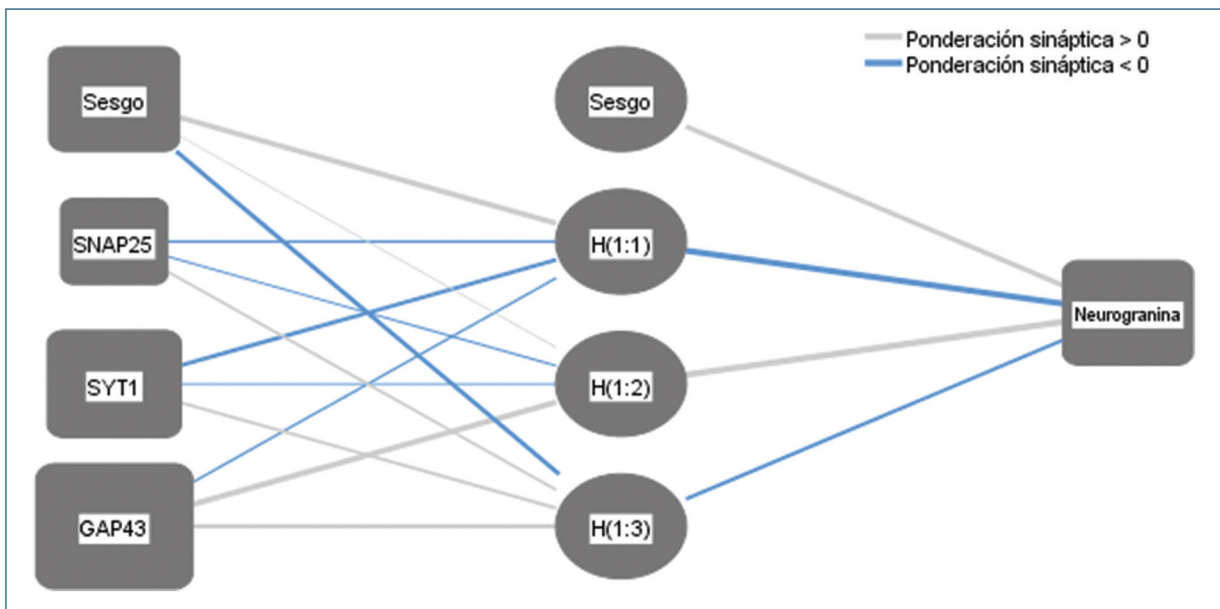 Ponderación sináptica > 0
Ponderación sináptica < 0
Sesgo
SNAP25
SYT1
GAP43
Sesgo
H(1:1)
H(1:2)
H(1:3)
Neurogranina